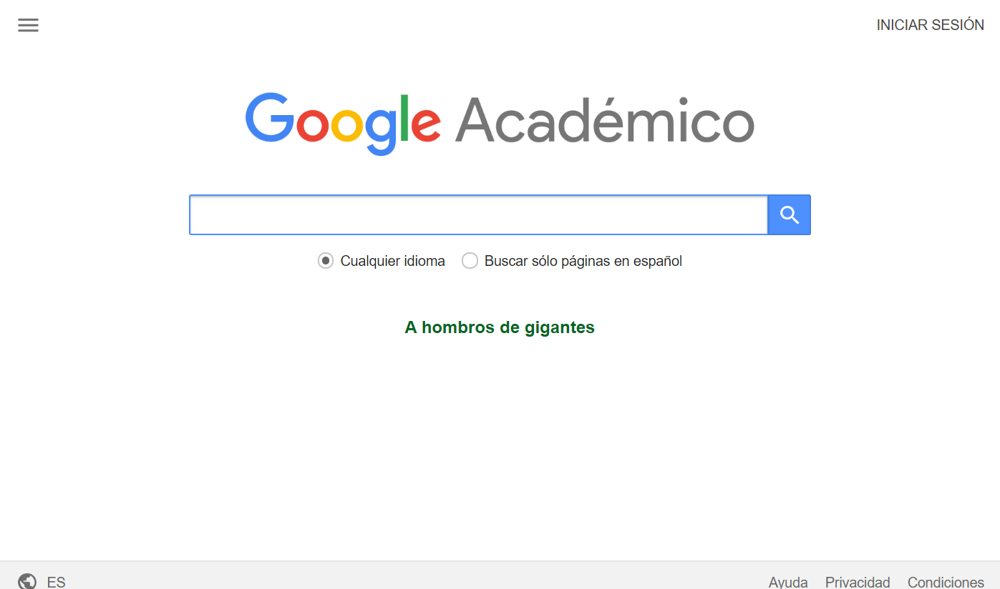 INICIAR SESIÓN
Google Académico
Cualquier idioma Buscar sólo páginas en español
A hombros de gigantes
ES Ayuda Privacidad Condiciones